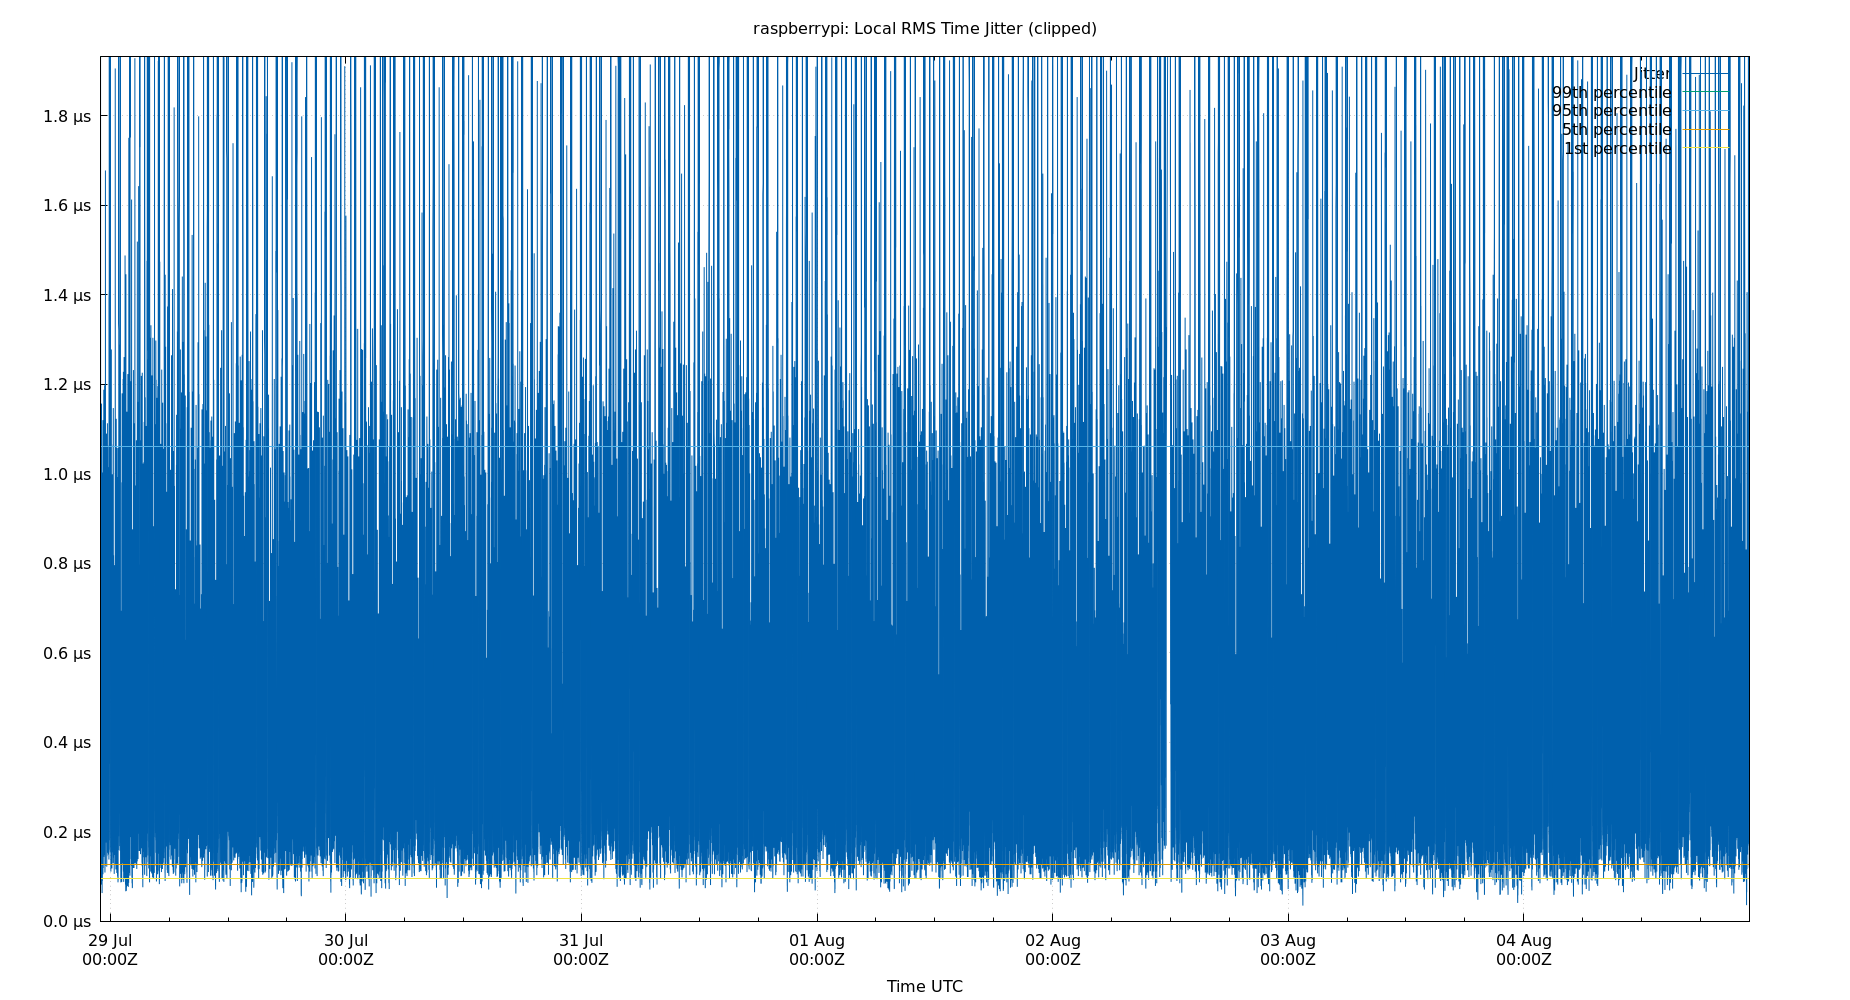 raspberrypi: Local RMS Time Jitter (clipped)
Jitter
99th percentile
95th percentile
5th percentile
1st percentile
1.8 µs
1.6 µs
1.4 µs
1.2 µs
1.0 µs
0.8 µs
0.6 µs
0.4 µs
0.2 µs
0.0 µs
29 Jul 30 Jul 31 Jul 01 Aug 02 Aug 03 Aug 04 Aug
00:00Z 00:00Z 00:00Z 00:00Z 00:00Z 00:00Z 00:00Z
Time UTC